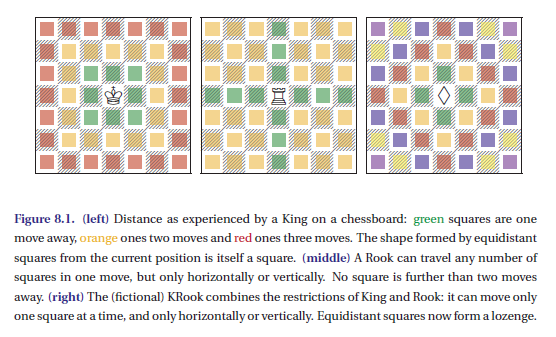 Figure 8.1. (left) Distance as experienced by a King on a chessboard: green squares are one
move away, orange ones two moves and red ones three moves. The shape formed by equidistant
squares from the current position is itself a square. (middle) A Rook can travel any number of
squares in one move, but only horizontally or vertically. No square is further than two moves
away. (right) The (fictional) KRook combines the restrictions of King and Rook: it can move only
one square at a time, and only horizontally or vertically. Equidistant squares now form a lozenge.